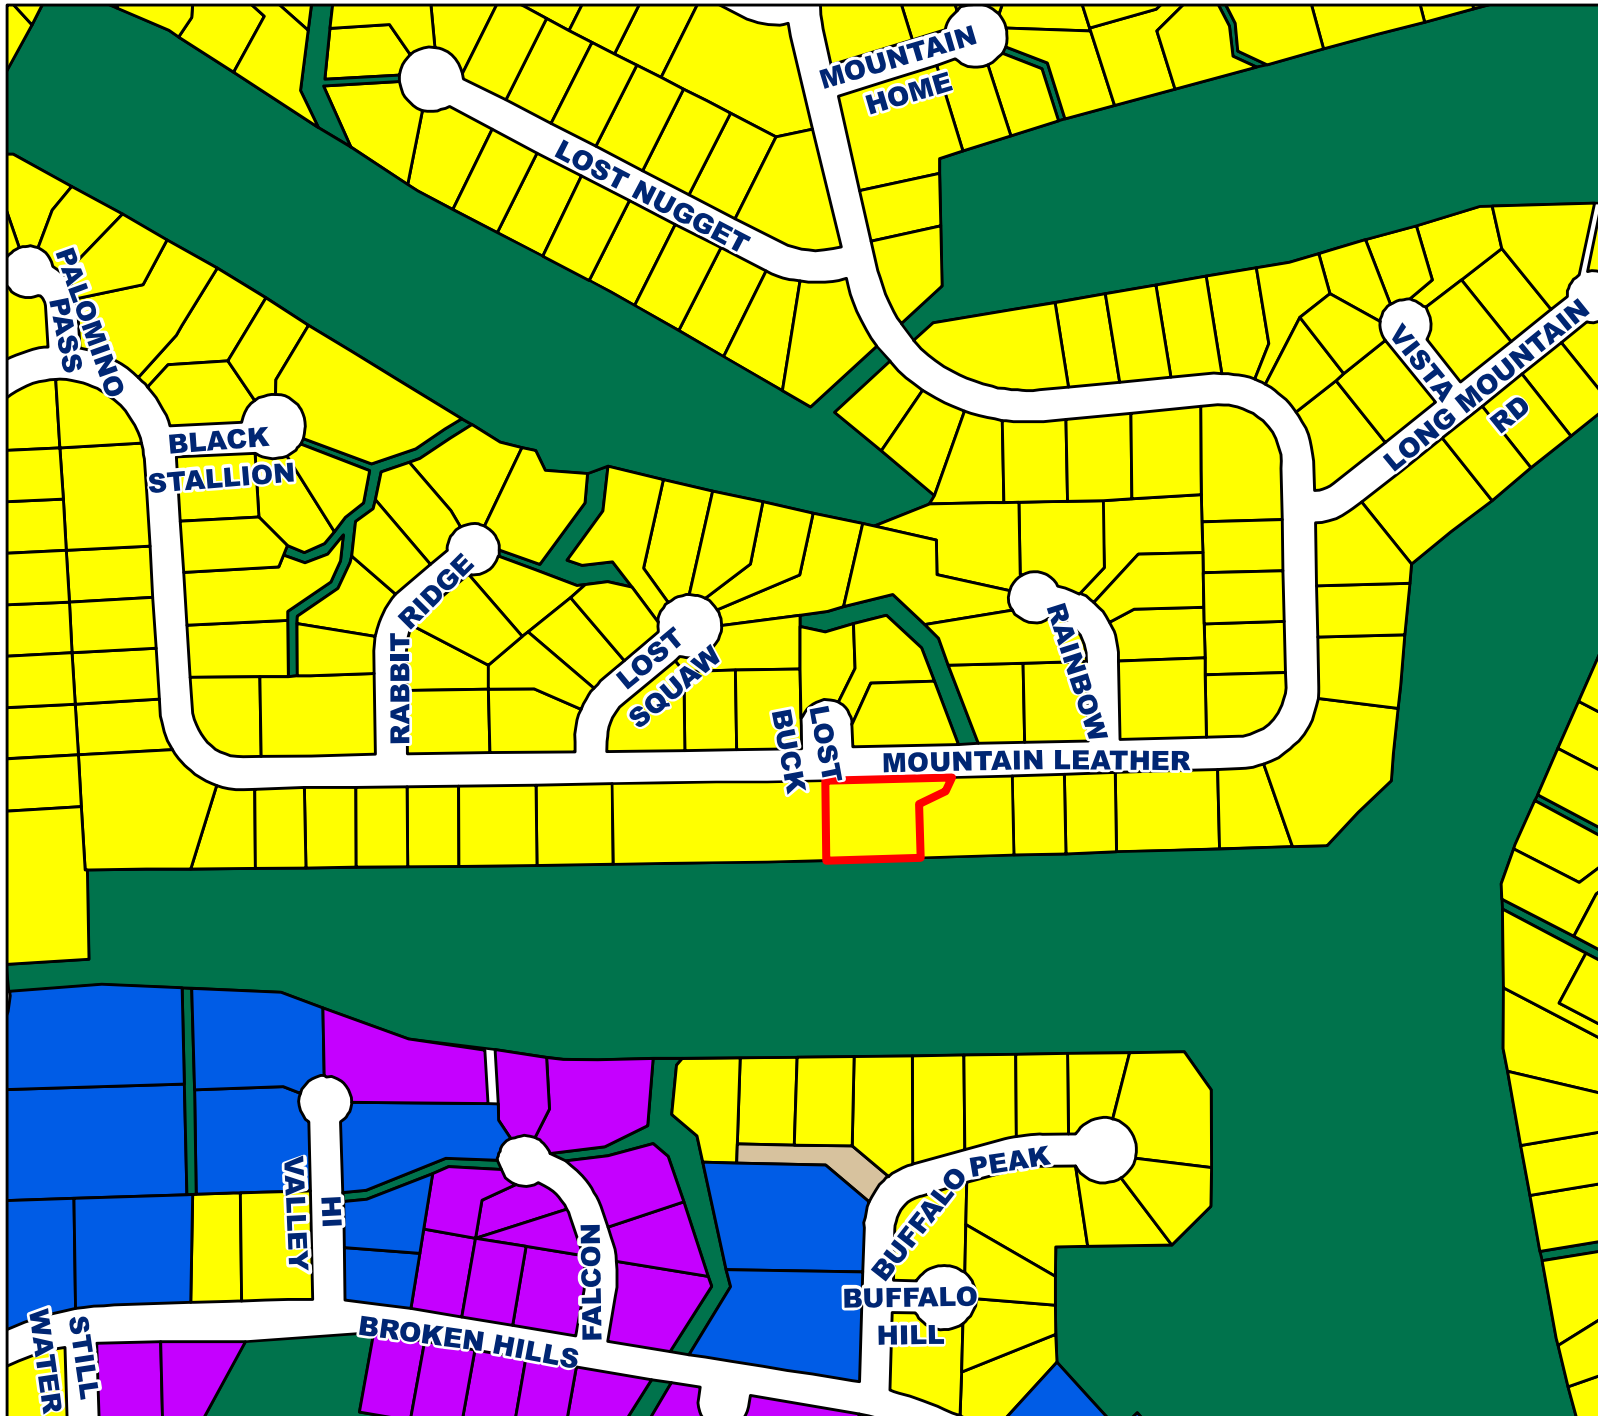 MOUNTAIN
HOME
LOST NUGGET
PALOMINO
PASS
VISTA
LONG MOUNTAIN
RD
BLACK
STALLION
RABBIT RIDGE
LOST
SQUAW
RAINBOW
LOST
BUCK
MOUNTAIN LEATHER
HI
VALLEY
FALCON
BUFFALO PEAK
BUFFALO
HILL
BROKEN HILLS
STILL
WATER